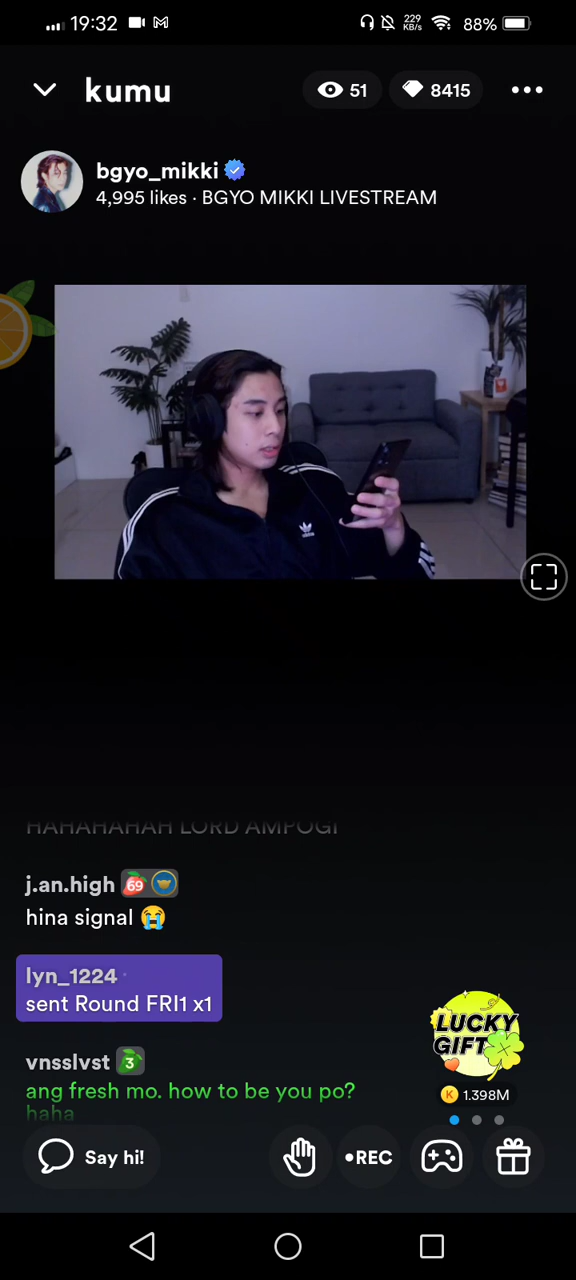 19:32
229
KB/s
88%
kumu
51
8415
bgyo_mikki
4,995 likes · BGYO MIKKI LIVESTREAM
adidas
HAHAHAHAH LORD AMPOGI
j.an.high 69
hina signal 😭
lyn_1224
sent Round FRI1 x1
vnsslvst 3
ang fresh mo. how to be you po?
haha
LUCKY
GIFT
K 1.398M
Say hi!
•REC